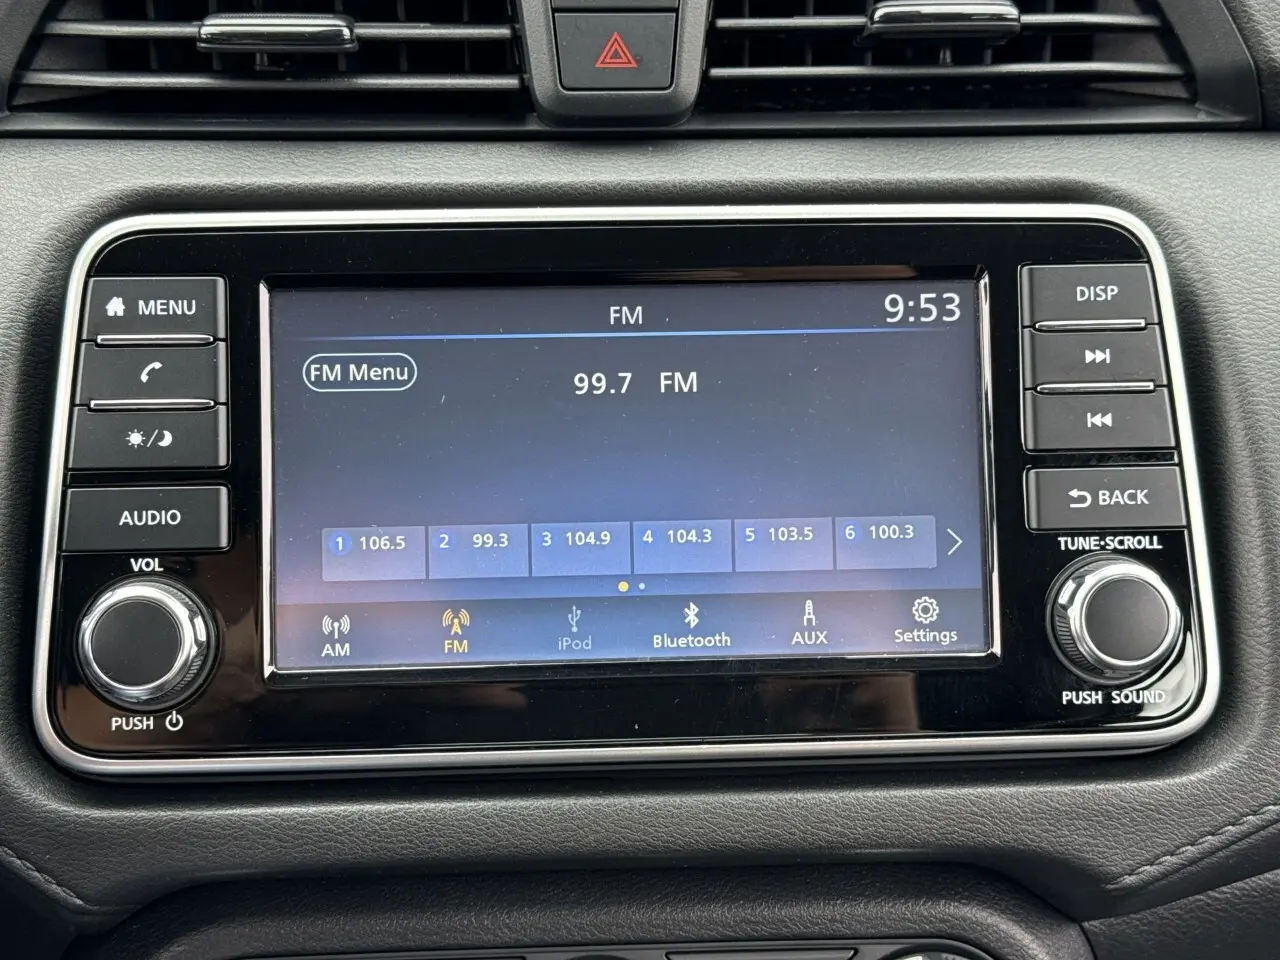 MENU
AUDIO
VOL
PUSH
FM
9:53
FM Menu
99.7 FM
1 106.5
2 99.3
3 104.9
4 104.3
5 103.5
6 100.3
AM
FM
iPod
Bluetooth
AUX
Settings
DISP
BACK
TUNE•SCROLL
PUSH SOUND